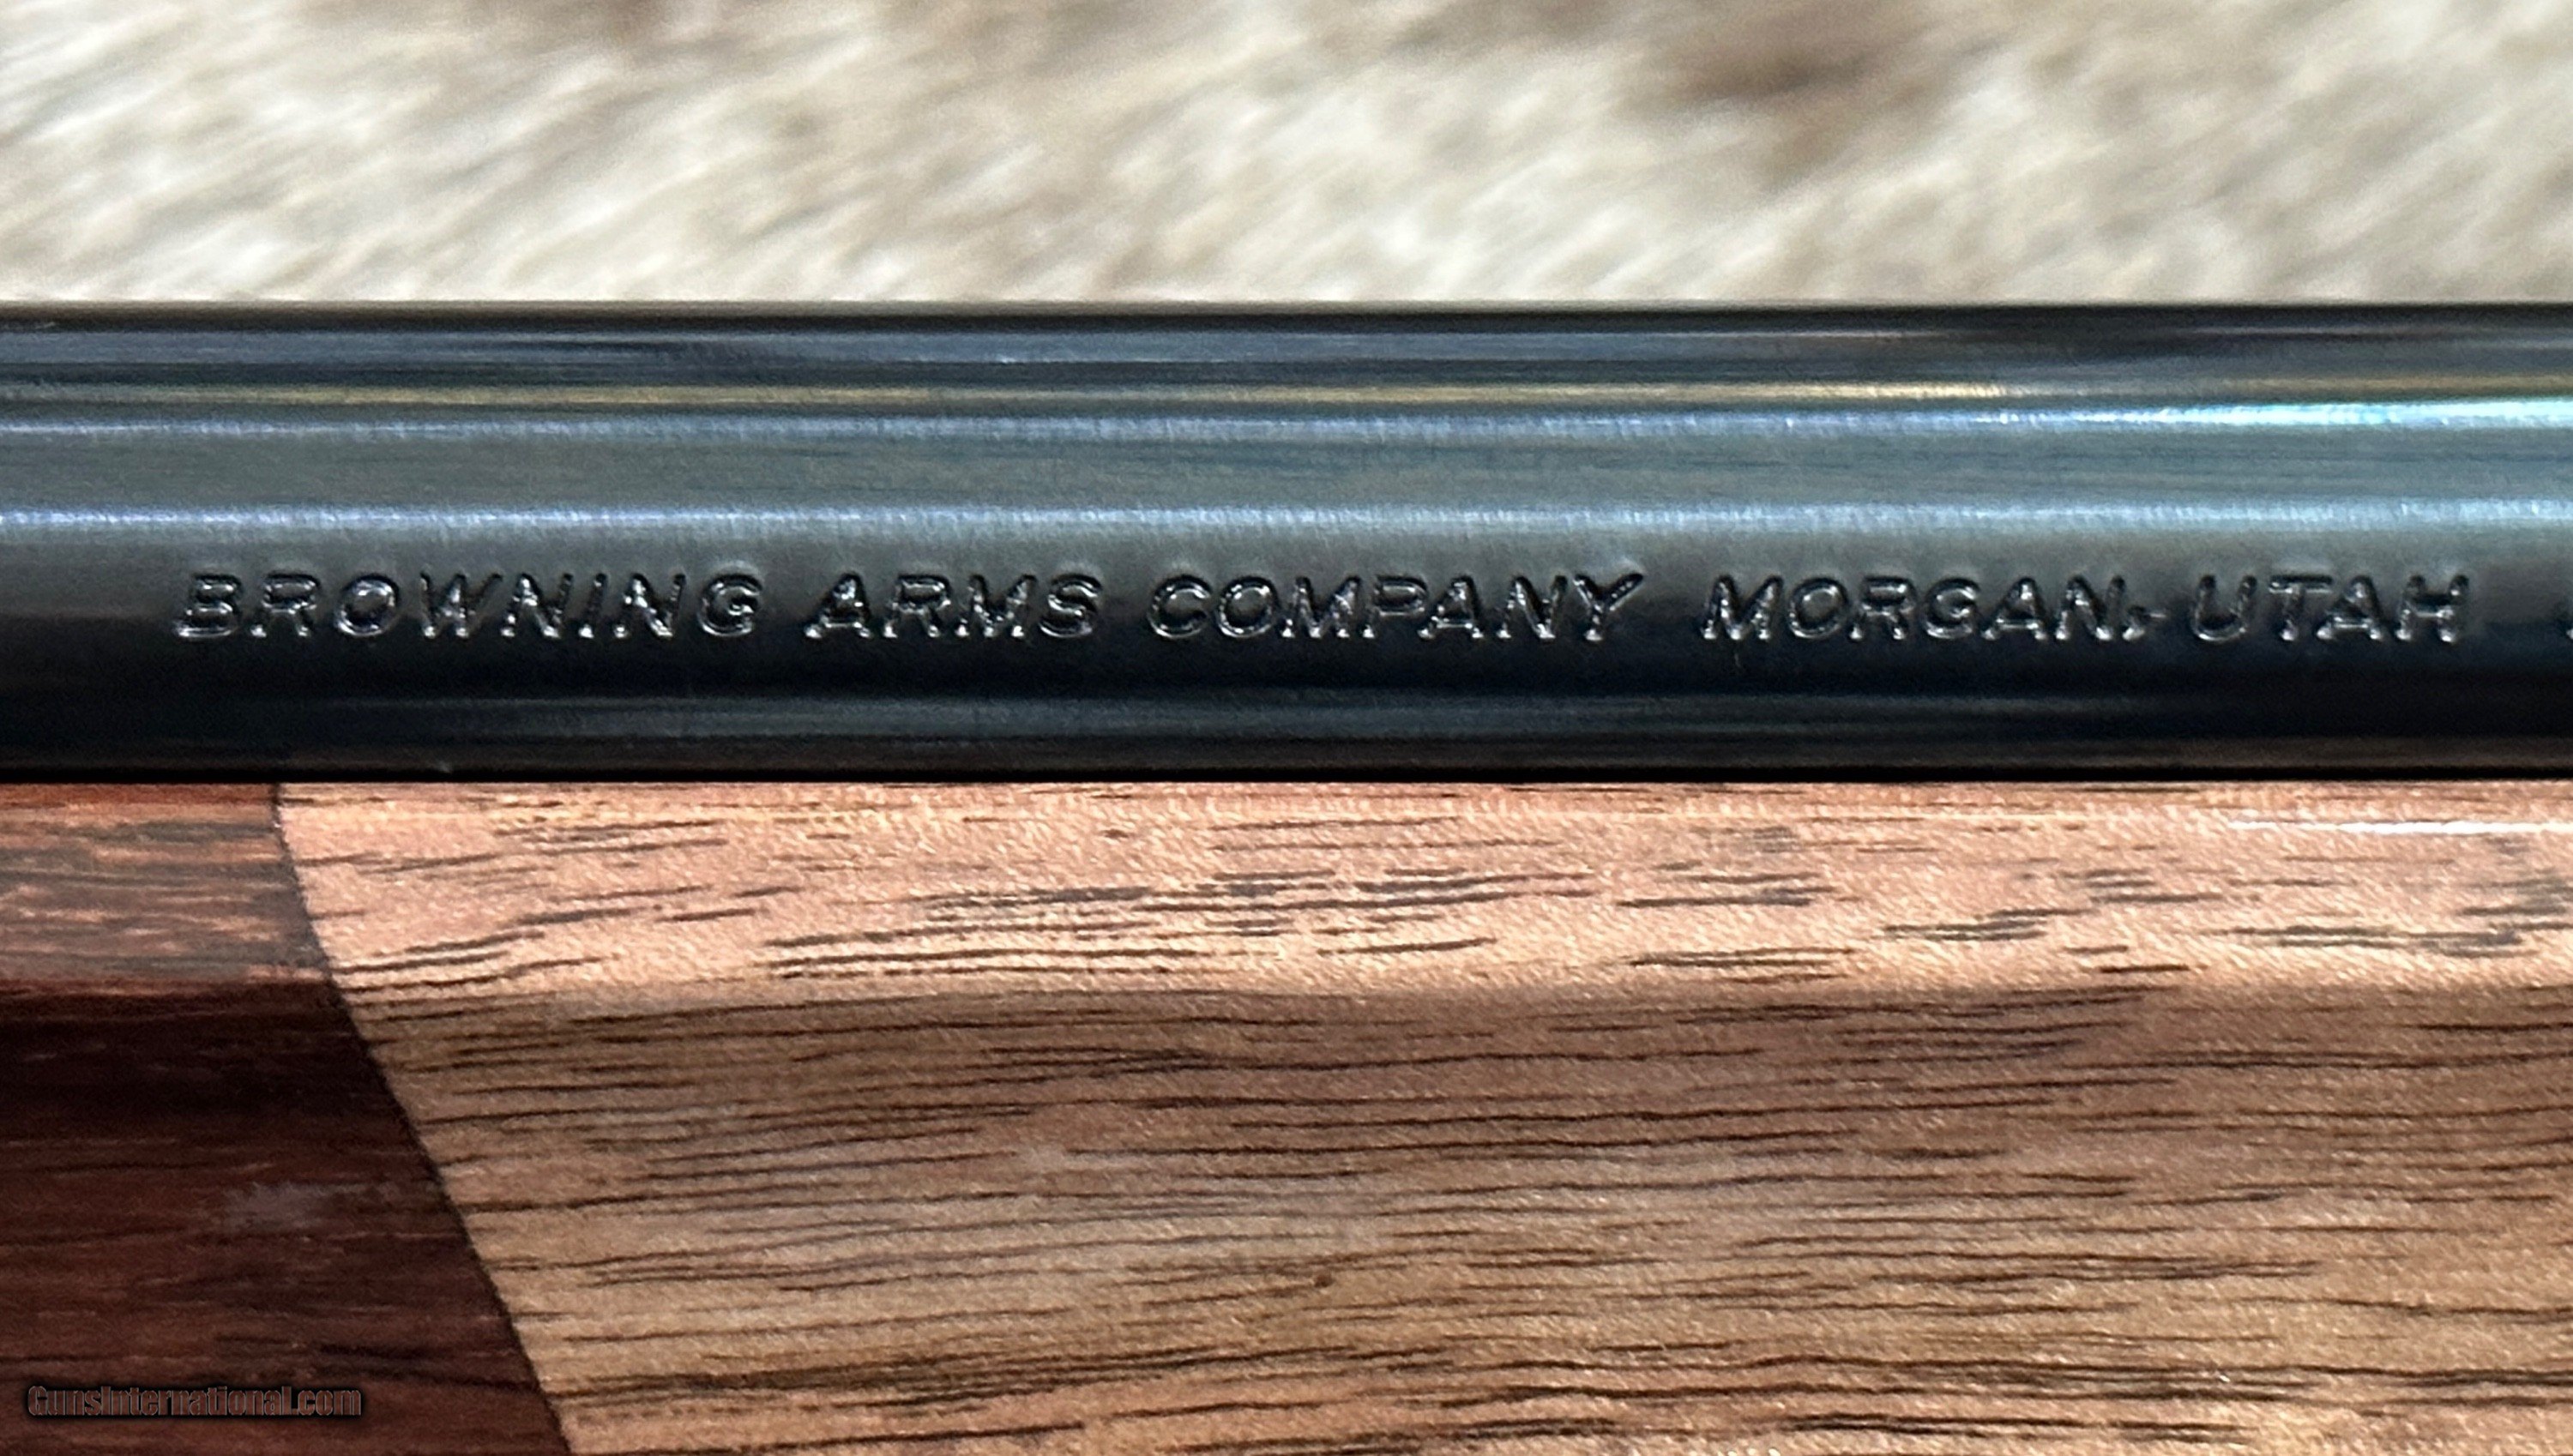 BROWNING ARMS COMPANY MORGAN, UTAH
GunsInternational.com